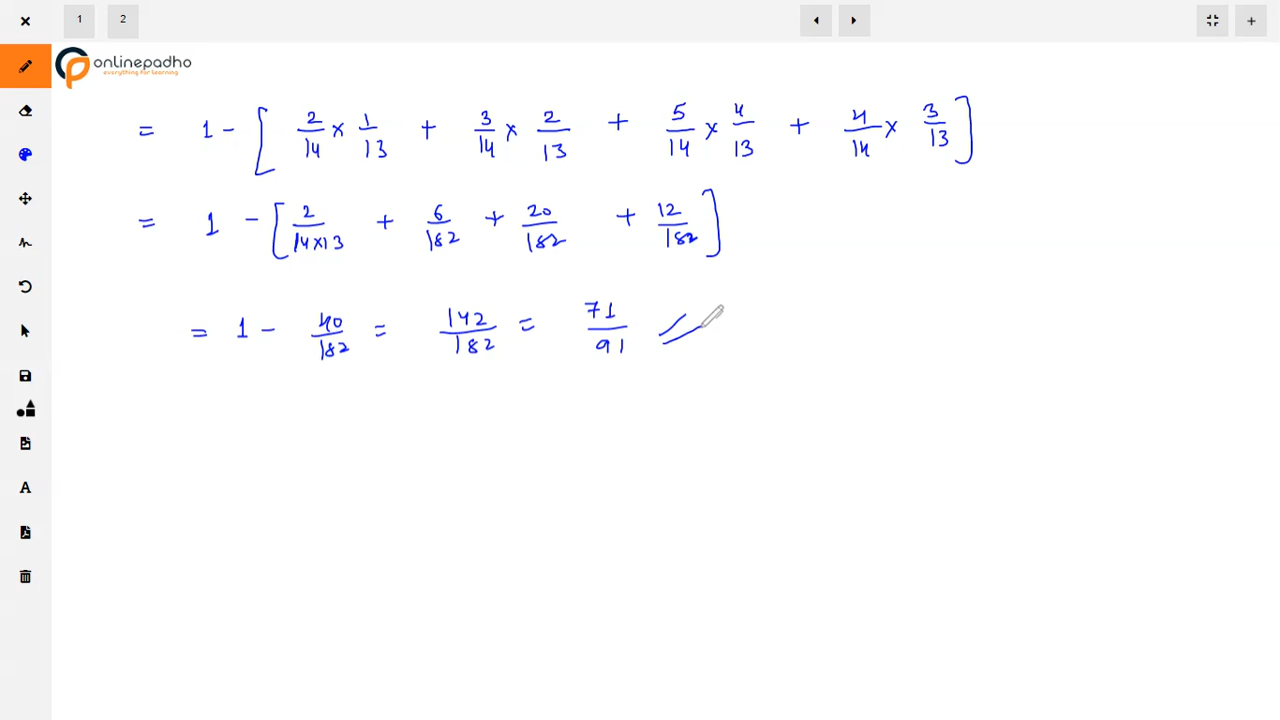 1 2
onlinepadho
everything for learning
= 1 - [ 2/14 × 1/13 + 3/14 × 2/13 + 5/14 × 4/13 + 4/14 × 3/13 ]
= 1 - [ 2/14×13 + 6/182 + 20/182 + 12/182 ]
= 1 - 40/182 = 142/182 = 71/91
A